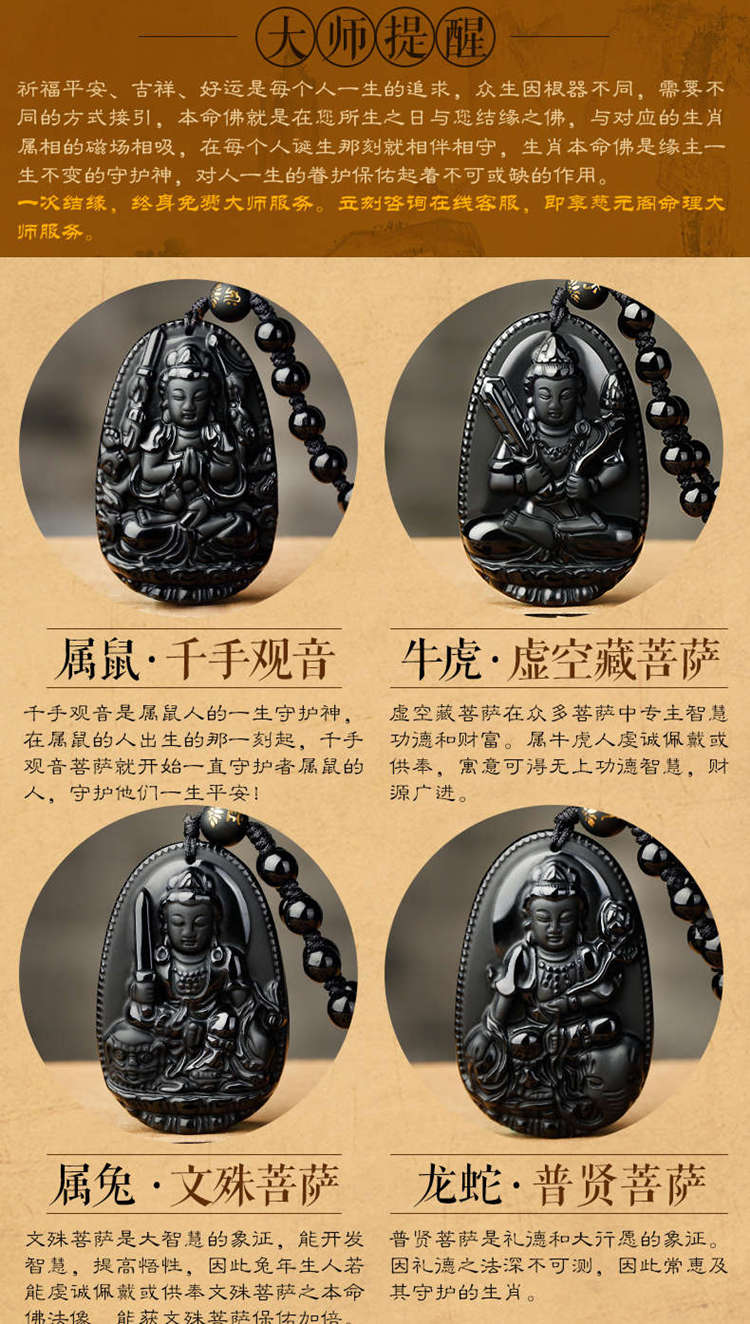 大师提醒
祈福平安、吉祥、好运是每个人一生的追求，众生因根器不同，需要不
同的方式接引，本命佛就是在您所生之日与您结缘之佛，与对应的生肖
属相的磁场相吸，在每个人诞生那刻就相伴相守，生肖本命佛是缘主一
生不变的守护神，对人一生的眷护保佑起着不可或缺的作用。
一次结缘，终身免费大师服务。立刻咨询在线客服，即享慈元阁命理大
师服务。
属鼠·千手观音
千手观音是属鼠人的一生守护神，
在属鼠的人出生的那一刻起，千手
观音菩萨就开始一直守护者属鼠的
人，守护他们一生平安！
牛虎·虚空藏菩萨
虚空藏菩萨在众多菩萨中专主智慧
功德和财富。属牛虎人虔诚佩戴或
供奉，寓意可得无上功德智慧，财
源广进。
属兔·文殊菩萨
文殊菩萨是大智慧的象征，能开发
智慧，提高悟性，因此兔年生人若
能虔诚佩戴或供奉文殊菩萨之本命
佛法像，能获文殊菩萨保佑加倍。
龙蛇·普贤菩萨
普贤菩萨是礼德和大行愿的象征。
因礼德之法深不可测，因此常惠及
其守护的生肖。